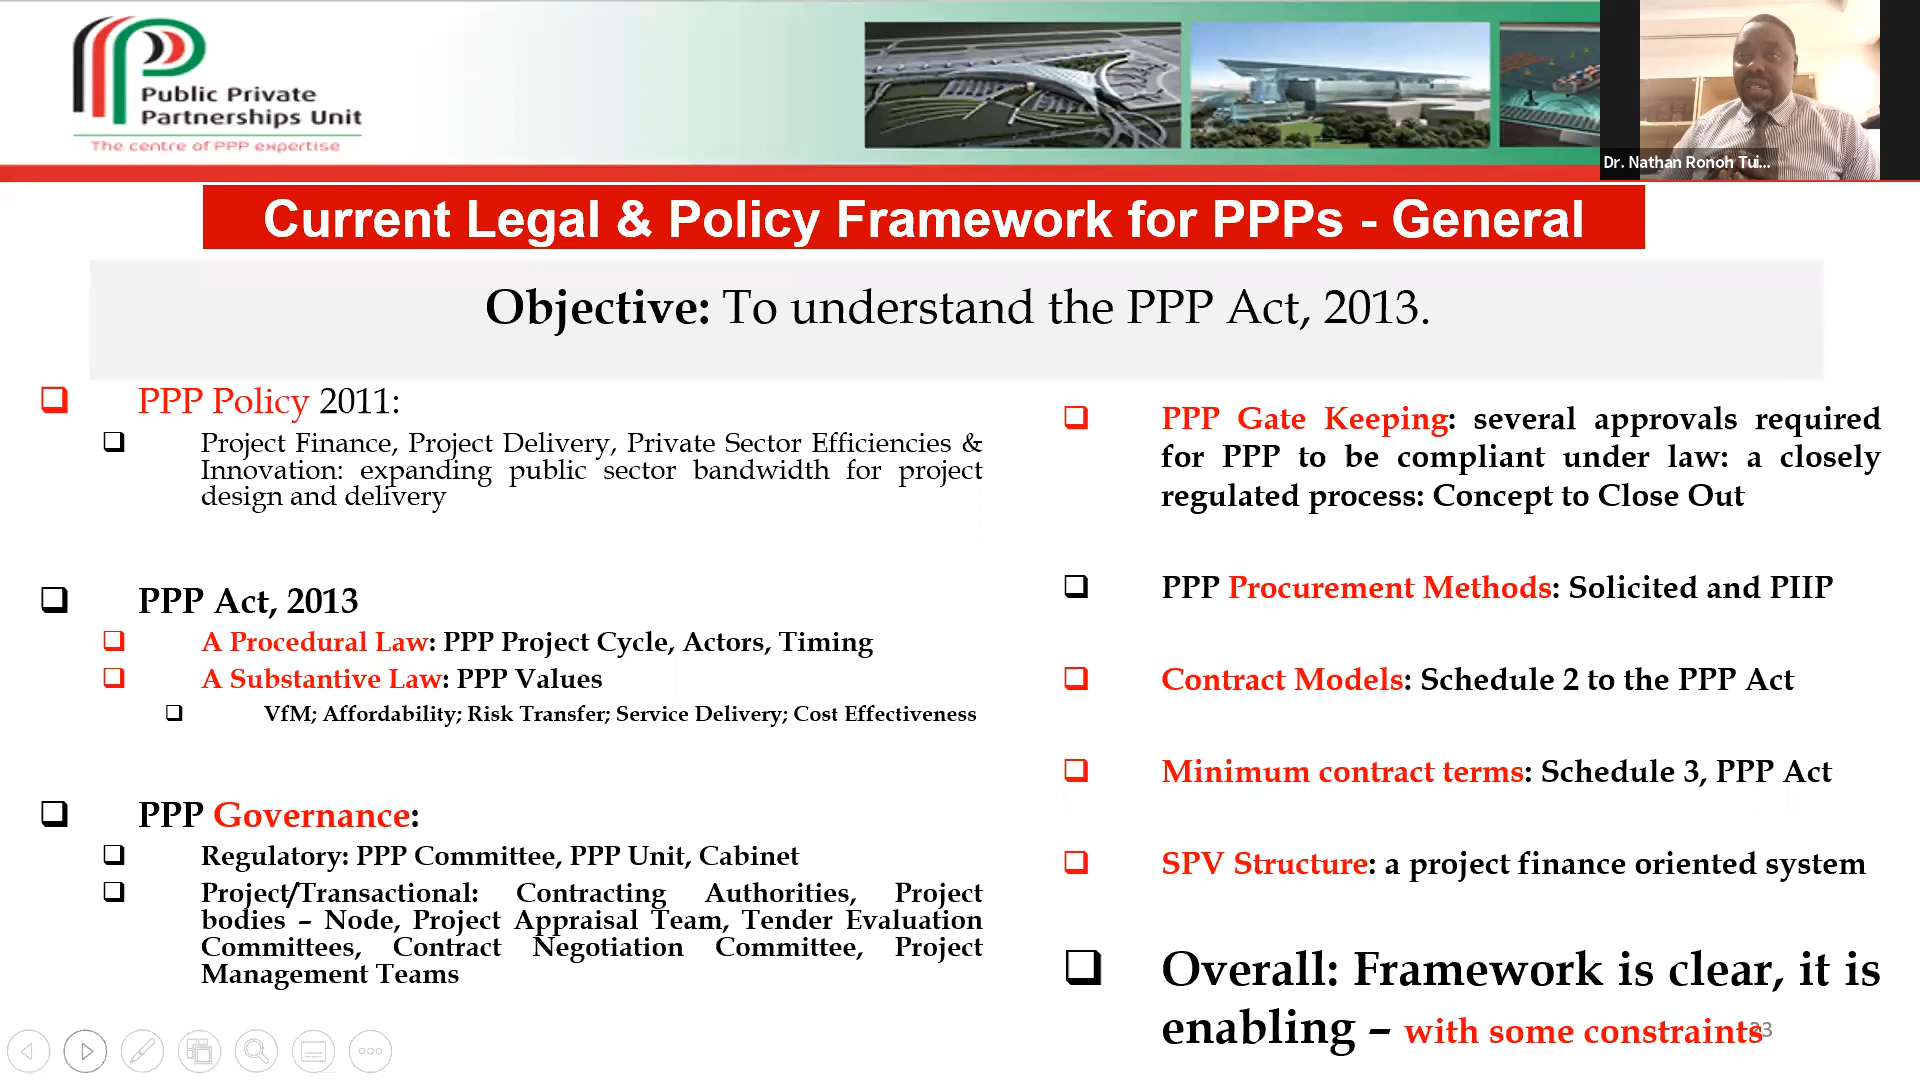 Public Private
Partnerships Unit
The centre of PPP expertise
Dr. Nathan Ronoh Tui...
Current Legal & Policy Framework for PPPs - General
Objective: To understand the PPP Act, 2013.
PPP Policy 2011:
Project Finance, Project Delivery, Private Sector Efficiencies &
Innovation: expanding public sector bandwidth for project
design and delivery
PPP Act, 2013
A Procedural Law: PPP Project Cycle, Actors, Timing
A Substantive Law: PPP Values
VfM; Affordability; Risk Transfer; Service Delivery; Cost Effectiveness
PPP Governance:
Regulatory: PPP Committee, PPP Unit, Cabinet
Project/Transactional: Contracting Authorities, Project
bodies – Node, Project Appraisal Team, Tender Evaluation
Committees, Contract Negotiation Committee, Project
Management Teams
PPP Gate Keeping: several approvals required
for PPP to be compliant under law: a closely
regulated process: Concept to Close Out
PPP Procurement Methods: Solicited and PIIP
Contract Models: Schedule 2 to the PPP Act
Minimum contract terms: Schedule 3, PPP Act
SPV Structure: a project finance oriented system
Overall: Framework is clear, it is
enabling – with some constraints
23